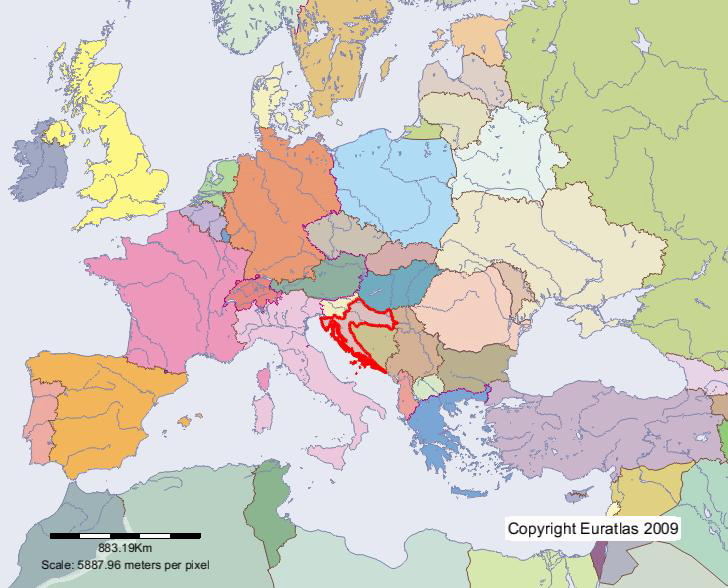 Copyright Euratlas 2009
883.19Km
Scale: 5887.96 meters per pixel